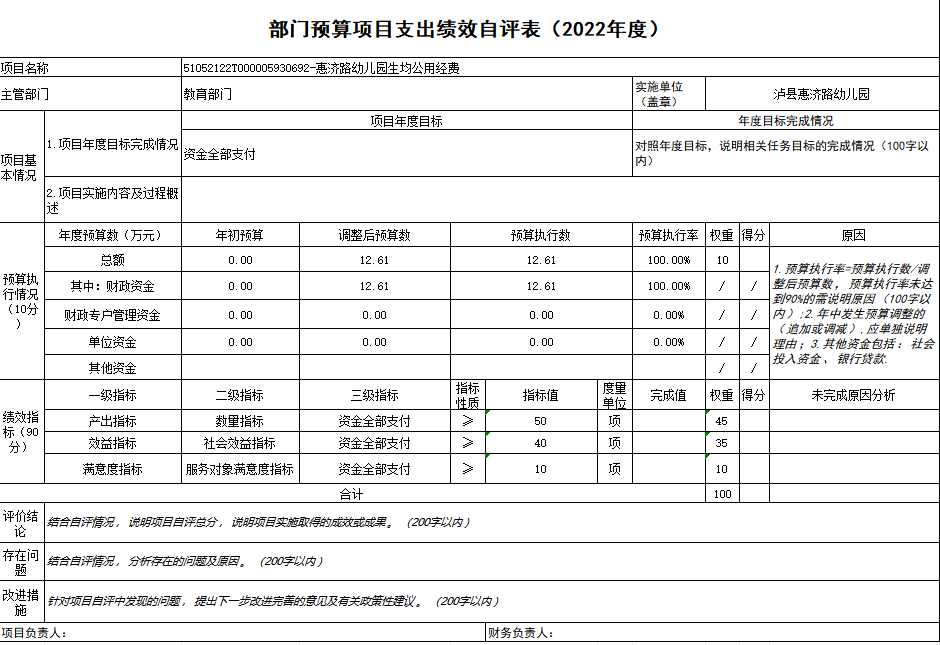 部门预算项目支出绩效自评表（2022年度）
项目名称 51052122T000005930692-惠济路幼儿园生均公用经费
主管部门 教育部门 实施单位（盖章） 泸县惠济路幼儿园
项目基本情况 1.项目年度目标完成情况 项目年度目标 年度目标完成情况
资金全部支付 对照年度目标，说明相关任务目标的完成情况（100字以内）
2.项目实施内容及过程概述
预算执行情况（10分） 年度预算数（万元） 年初预算 调整后预算数 预算执行数 预算执行率 权重 得分 原因
总额 0.00 12.61 12.61 100.00% 10
其中：财政资金 0.00 12.61 12.61 100.00% / /
财政专户管理资金 0.00 0.00 0.00 0.00% / /
单位资金 0.00 0.00 0.00 0.00% / /
其他资金 / /
1.预算执行率=预算执行数/调整后预算数，预算执行率未达到90%的需说明原因（100字以内）;2.年中发生预算调整的（追加或调减），应单独说明理由；3.其他资金包括：社会投入资金、银行贷款.
绩效指标（90分） 一级指标 二级指标 三级指标 指标性质 指标值 度量单位 完成值 权重 得分 未完成原因分析
产出指标 数量指标 资金全部支付 ≥ 50 项 45
效益指标 社会效益指标 资金全部支付 ≥ 40 项 35
满意度指标 服务对象满意度指标 资金全部支付 ≥ 10 项 10
合计 100
评价结论 结合自评情况，说明项目自评总分，说明项目实施取得的成效或成果。（200字以内）
存在问题 结合自评情况，分析存在的问题及原因。（200字以内）
改进措施 针对项目自评中发现的问题，提出下一步改进完善的意见及有关政策性建议。（200字以内）
项目负责人： 财务负责人：